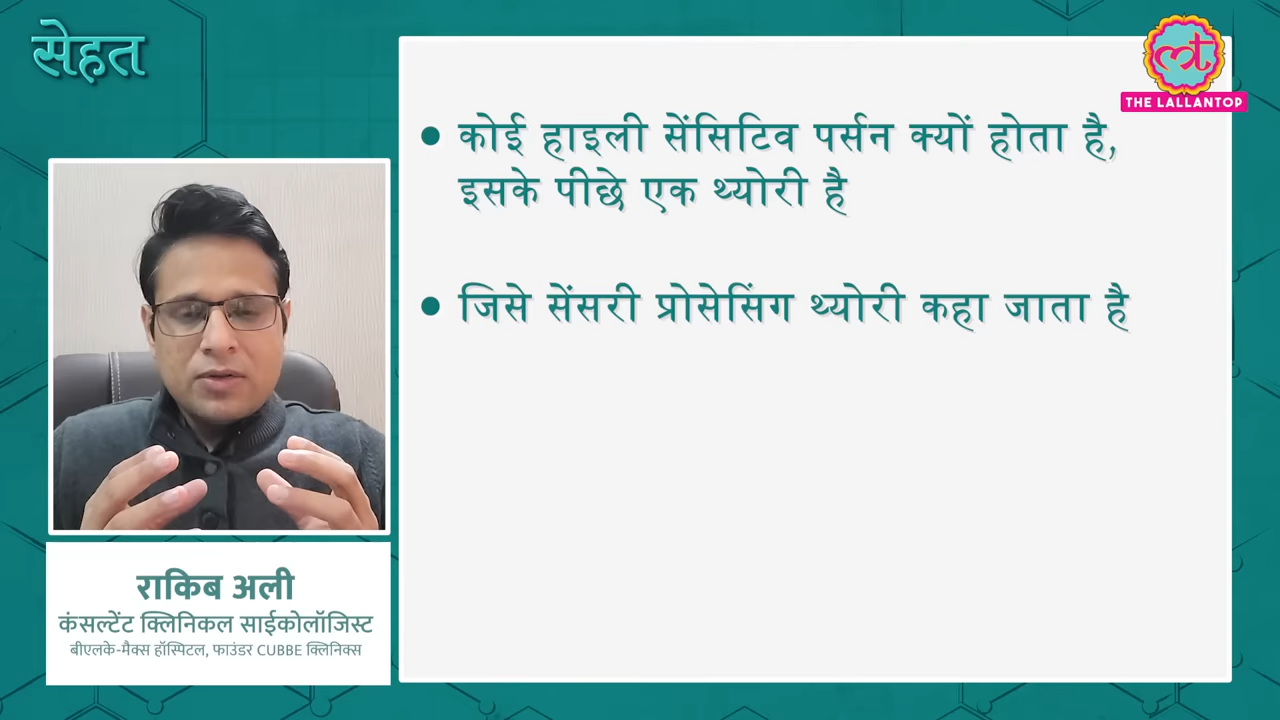 सेहत
THE LALLANTOP
• कोई हाइली सेंसिटिव पर्सन क्यों होता है,
इसके पीछे एक थ्योरी है
• जिसे सेंसरी प्रोसेसिंग थ्योरी कहा जाता है
राकिब अली
कंसल्टेंट क्लिनिकल साईकोलॉजिस्ट
बीएलके-मैक्स हॉस्पिटल, फाउंडर CUBBE क्लिनिक्स